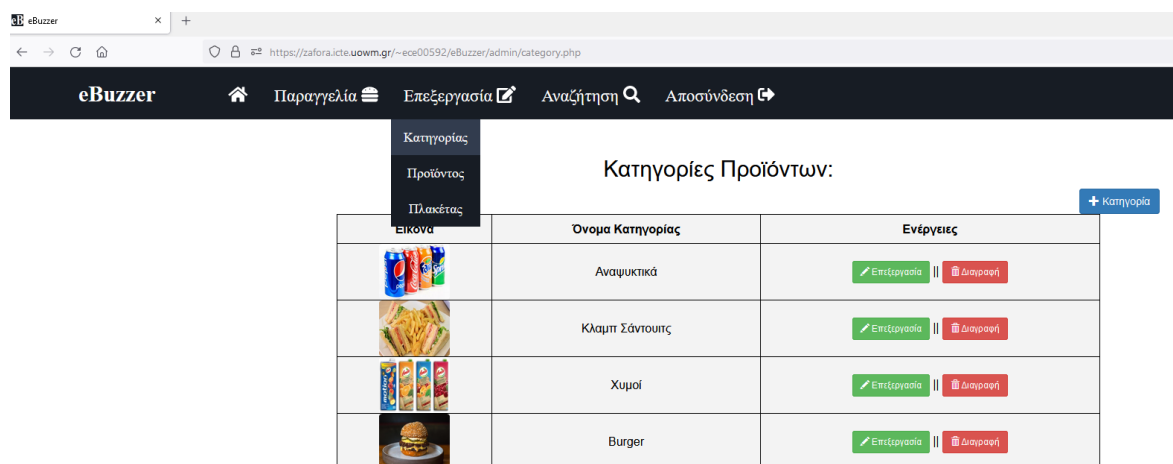 eBuzzer
https://zafora.icte.uowm.gr/~ece00592/eBuzzer/admin/category.php
eBuzzer Παραγγελία Επεξεργασία Αναζήτηση Αποσύνδεση
Κατηγορίας
Προϊόντος
Πλακέτας
Κατηγορίες Προϊόντων:
+ Κατηγορία
Εικόνα Όνομα Κατηγορίας Ενέργειες
Αναψυκτικά Επεξεργασία || Διαγραφή
Κλαμπ Σάντουιτς Επεξεργασία || Διαγραφή
Χυμοί Επεξεργασία || Διαγραφή
Burger Επεξεργασία || Διαγραφή